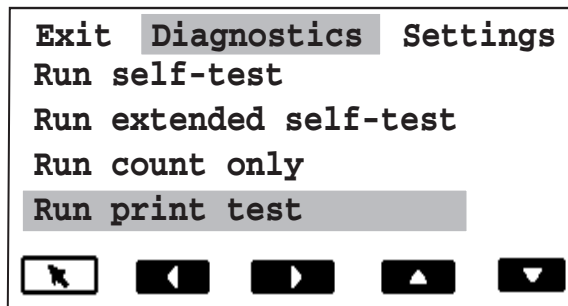 Exit Diagnostics Settings
Run self-test
Run extended self-test
Run count only
Run print test